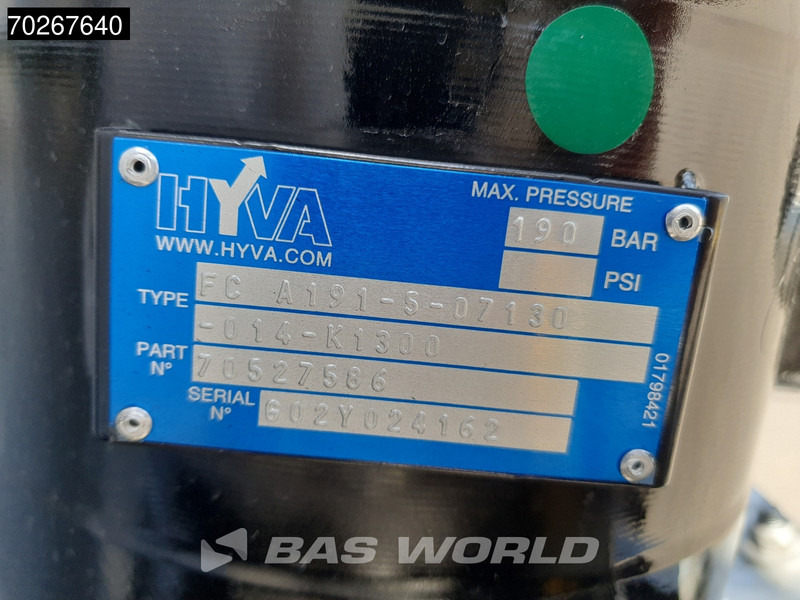 70267640
HYVA
WWW.HYVA.COM
MAX. PRESSURE
190 BAR
PSI
TYPE FC A191-5-07130
-014-K1300
PART N° 70527586
SERIAL N° G02Y024162
01798421
BAS WORLD